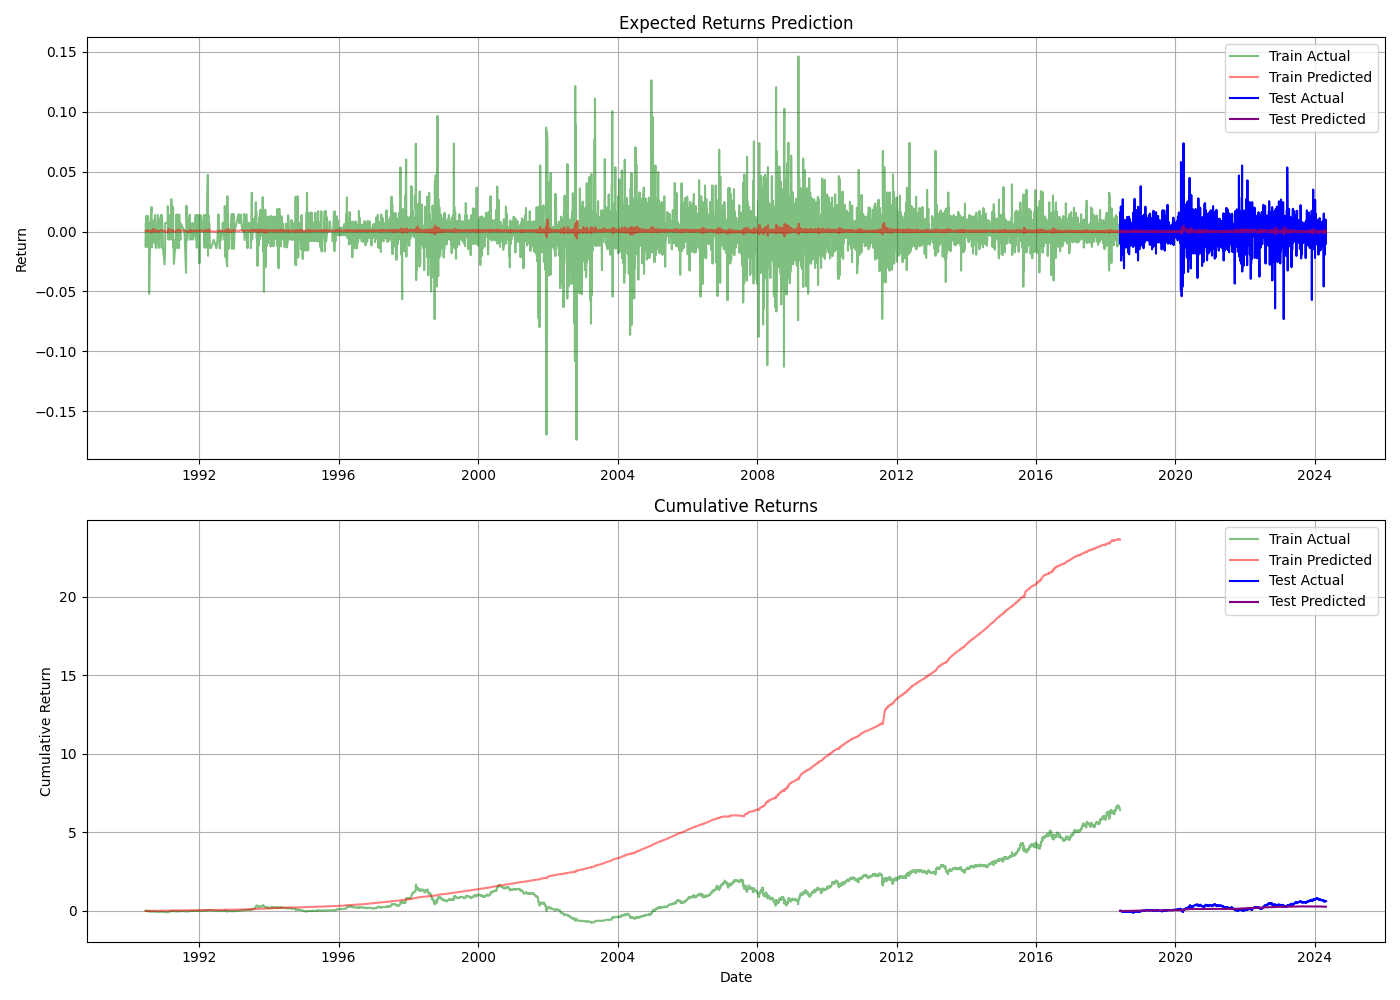 Expected Returns Prediction
0.15
0.10
0.05
0.00
−0.05
−0.10
−0.15
Return
Train Actual
Train Predicted
Test Actual
Test Predicted
1992 1996 2000 2004 2008 2012 2016 2020 2024
Cumulative Returns
20
15
10
5
0
Cumulative Return
Train Actual
Train Predicted
Test Actual
Test Predicted
1992 1996 2000 2004 2008 2012 2016 2020 2024
Date